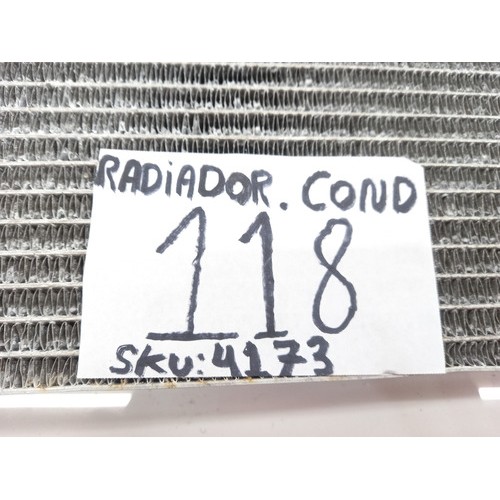 RADiADOR. COND
118
SKU:4173